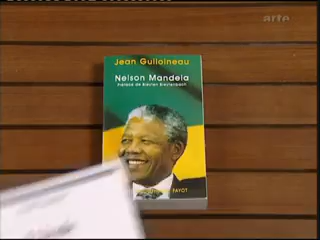 arte
Jean Guiloineau
Nelson Mandela
Préface de Breyten Breytenbach
PAYOT